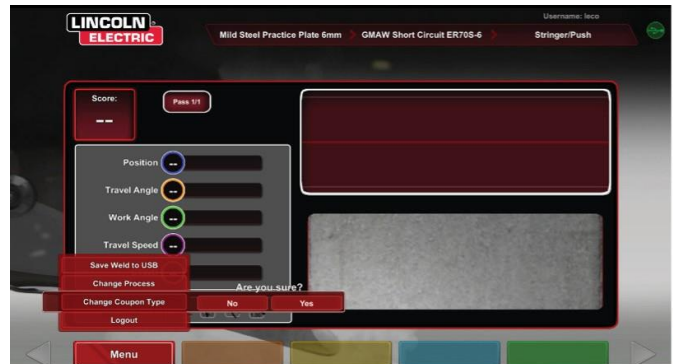 Username: leco
LINCOLN
ELECTRIC
Mild Steel Practice Plate 6mm
GMAW Short Circuit ER70S-6
Stringer/Push
Score:
--
Pass 1/1
Position --
Travel Angle --
Work Angle --
Travel Speed --
Save Weld to USB
Change Process
Are you sure?
Change Coupon Type No Yes
Logout
Menu